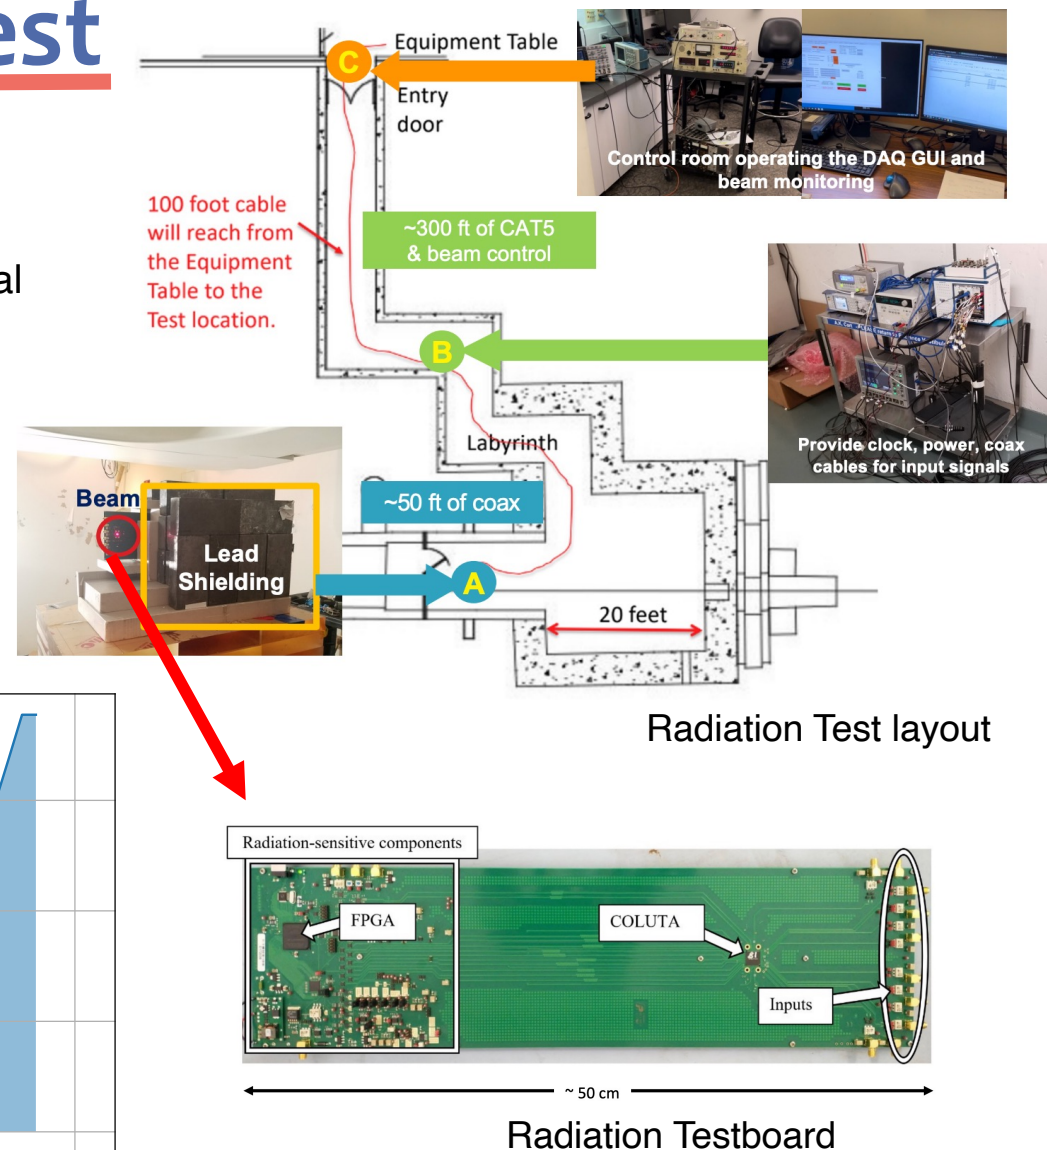 est
C
Equipment Table
Entry
door
Control room operating the DAQ GUI and
beam monitoring
100 foot cable
will reach from
the Equipment
Table to the
Test location.
~300 ft of CAT5
& beam control
al
B
Provide clock, power, coax
cables for input signals
Labyrinth
Beam
~50 ft of coax
Lead
Shielding
A
20 feet
Radiation Test layout
Radiation-sensitive components
FPGA
COLUTA
Inputs
~ 50 cm
Radiation Testboard